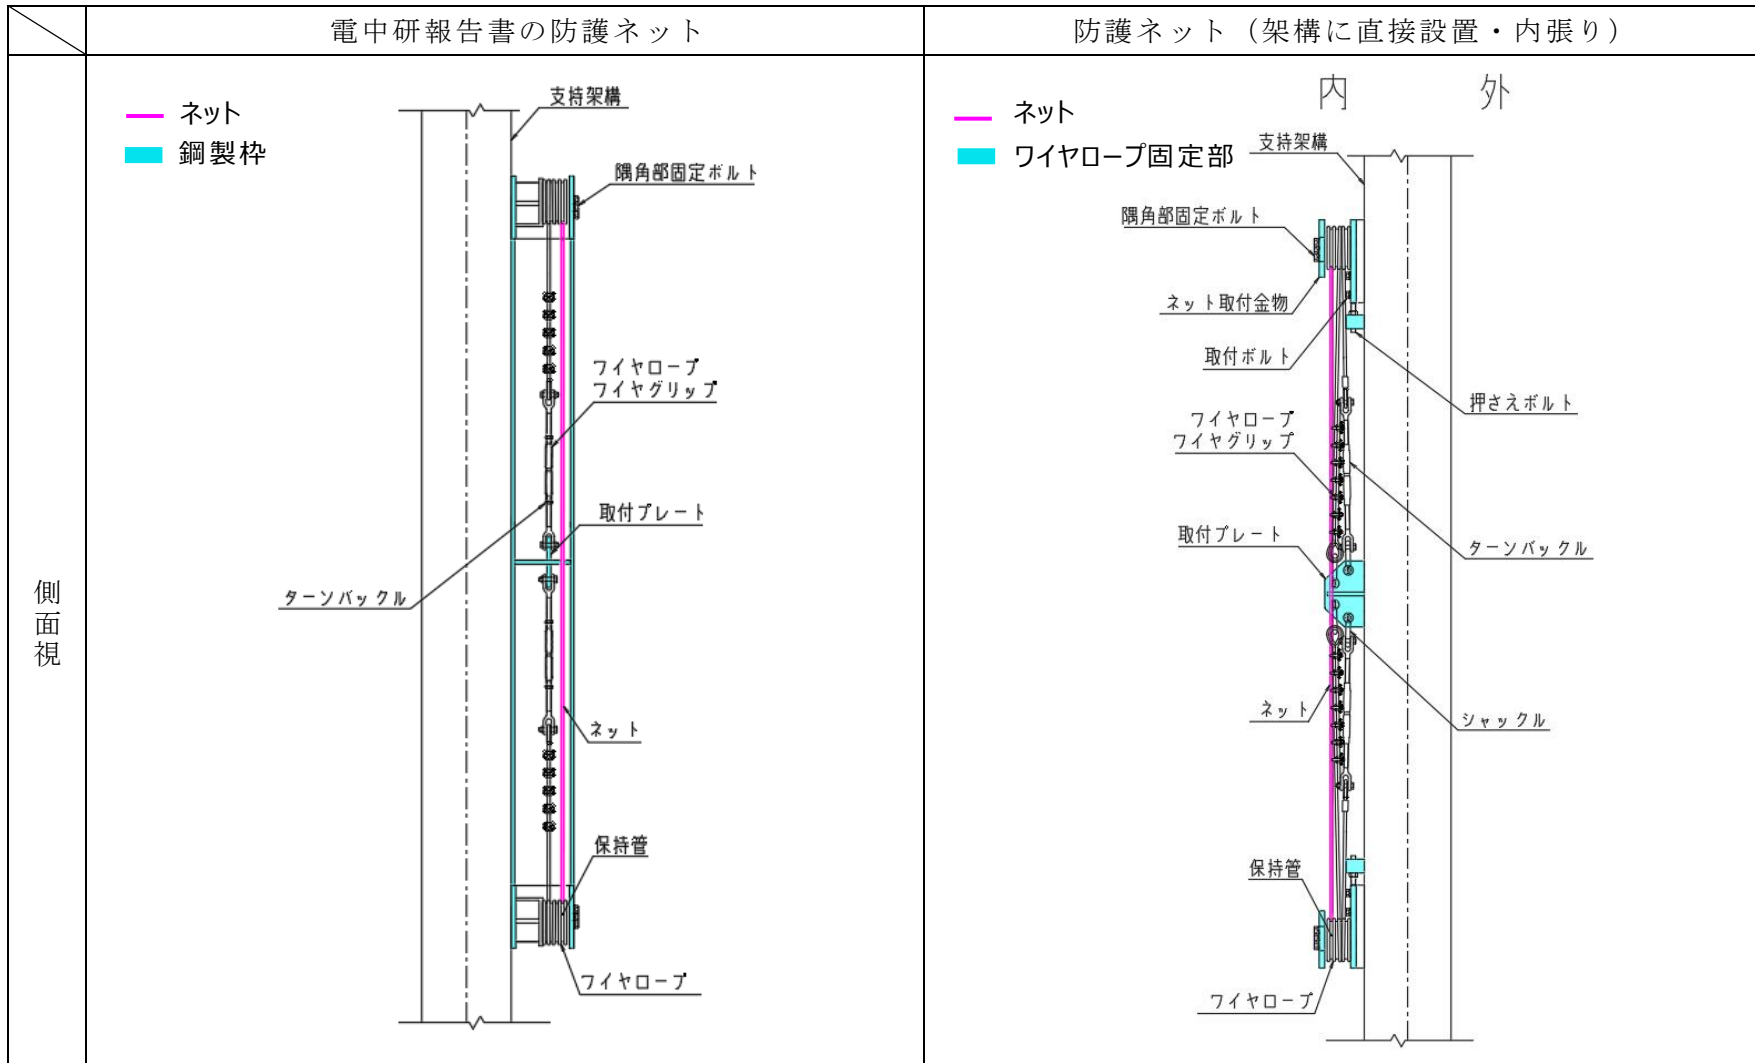 電中研報告書の防護ネット
防護ネット（架構に直接設置・内張り）
側面視
ネット
鋼製枠
支持架構
隅角部固定ボルト
ワイヤロープ
ワイヤグリップ
取付プレート
ターンバックル
ネット
保持管
ワイヤロープ
内 外
ネット
ワイヤロープ固定部
支持架構
隅角部固定ボルト
ネット取付金物
取付ボルト
押さえボルト
ワイヤロープ
ワイヤグリップ
取付プレート
ターンバックル
ネット
シャックル
保持管
ワイヤロープ